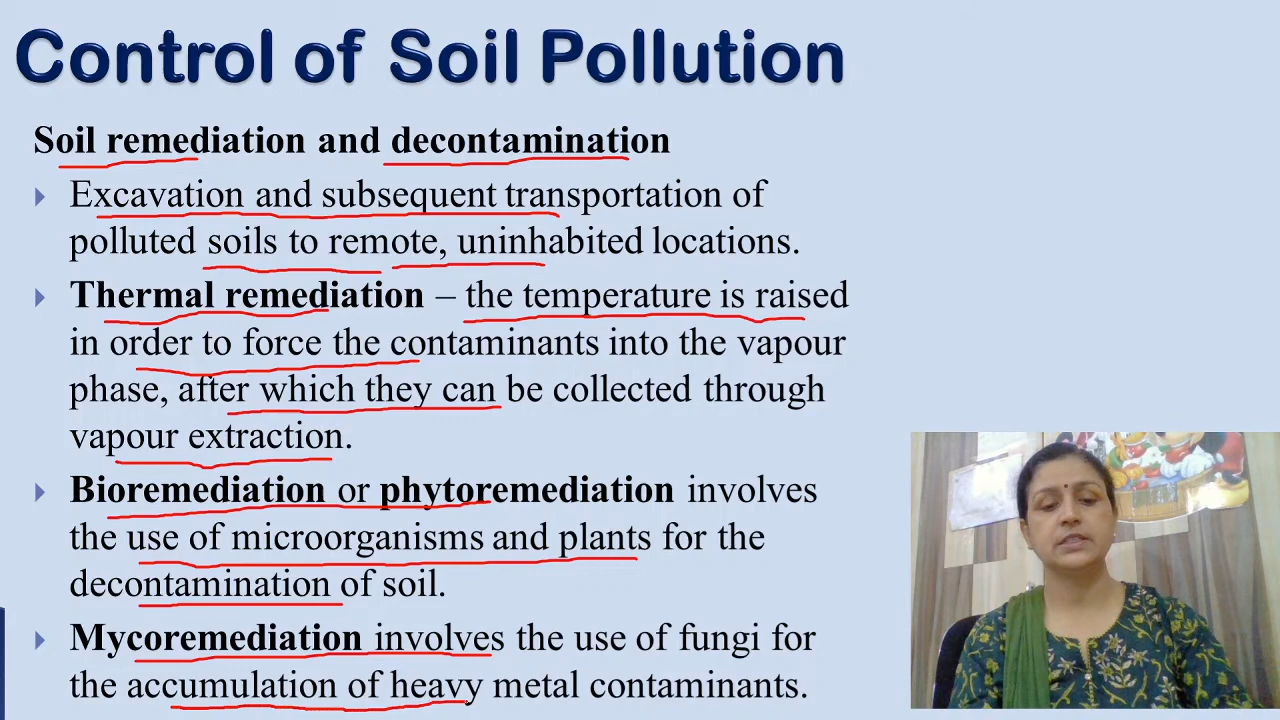 Control of Soil Pollution
Soil remediation and decontamination
Excavation and subsequent transportation of
polluted soils to remote, uninhabited locations.
Thermal remediation – the temperature is raised
in order to force the contaminants into the vapour
phase, after which they can be collected through
vapour extraction.
Bioremediation or phytoremediation involves
the use of microorganisms and plants for the
decontamination of soil.
Mycoremediation involves the use of fungi for
the accumulation of heavy metal contaminants.